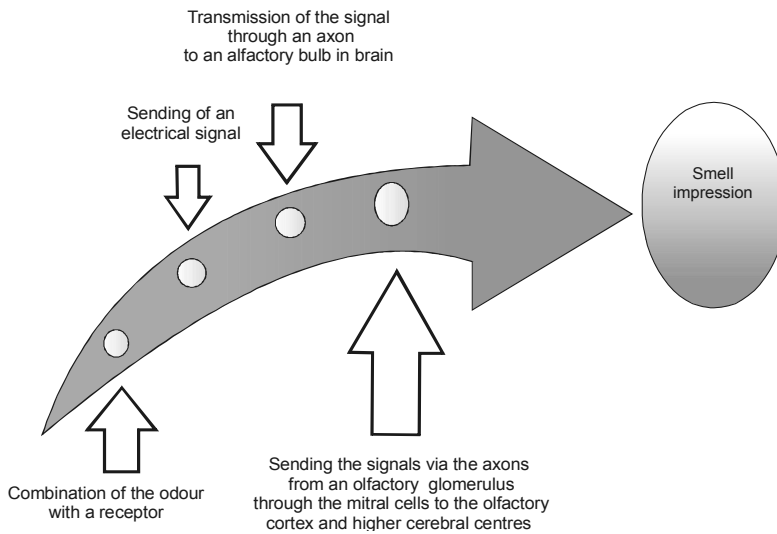 Transmission of the signal
through an axon
to an alfactory bulb in brain
Sending of an
electrical signal
Smell
impression
Combination of the odour
with a receptor
Sending the signals via the axons
from an olfactory glomerulus
through the mitral cells to the olfactory
cortex and higher cerebral centres